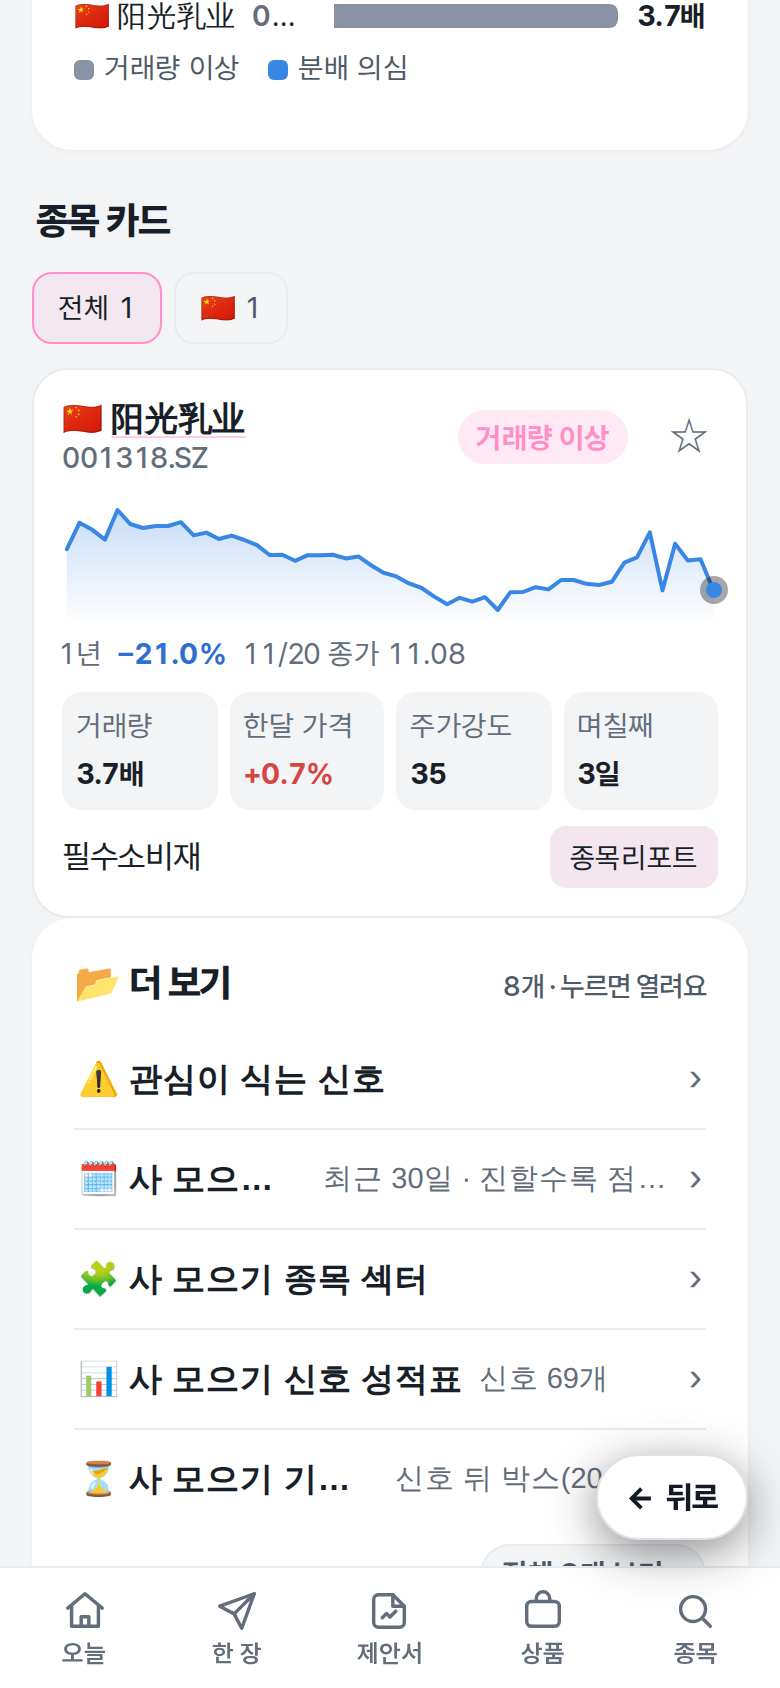 阳光乳业 0... 3.7배
거래량 이상 분배 의심
종목 카드
전체 1 1
阳光乳业
001318.SZ
거래량 이상
1년 −21.0% 11/20 종가 11.08
거래량 한달 가격 주가강도 며칠째
3.7배 +0.7% 35 3일
필수소비재 종목리포트
더 보기 8개 · 누르면 열려요
관심이 식는 신호
사 모으... 최근 30일 · 진할수록 점...
사 모으기 종목 섹터
사 모으기 신호 성적표 신호 69개
사 모으기 기... 신호 뒤 박스(20
← 뒤로
오늘 한 장 제안서 상품 종목